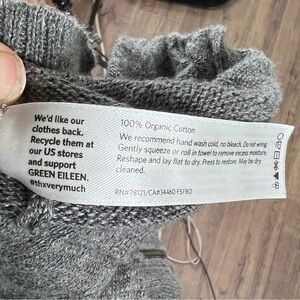 We'd like our
clothes back.
Recycle them at
our US stores
and support
GREEN EILEEN.
#thxverymuch
100% Organic Cotton
We recommend hand wash cold, no bleach. Do not wring.
Gently squeeze or roll in towel to remove excess moisture.
Reshape and lay flat to dry. Press to restore. May be dry
cleaned.
RN#78121/CA#34460 FSFBO